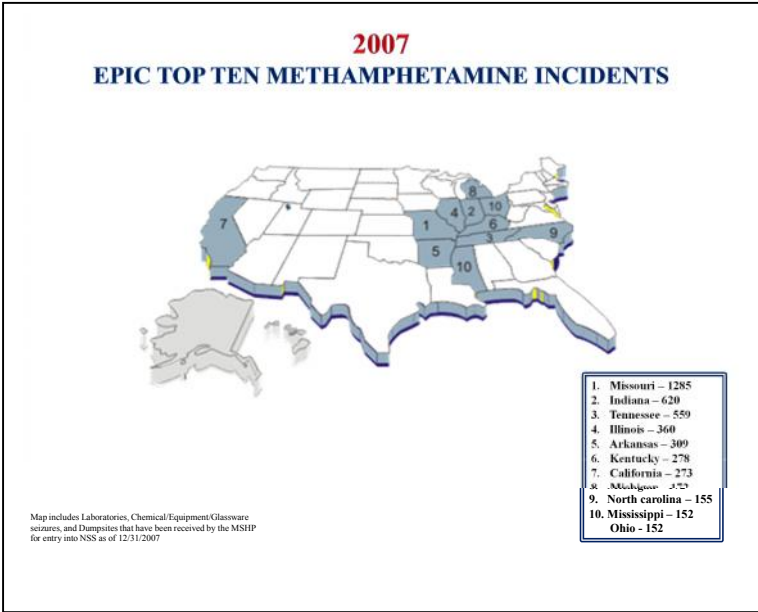 2007
EPIC TOP TEN METHAMPHETAMINE INCIDENTS
8
7
4
2
10
1
6
9
3
5
10
1. Missouri – 1285
2. Indiana – 620
3. Tennessee – 559
4. Illinois – 360
5. Arkansas – 309
6. Kentucky – 278
7. California – 273
8. Michigan
9. North carolina – 155
10. Mississippi – 152
Ohio - 152
Map includes Laboratories, Chemical/Equipment/Glassware
seizures, and Dumpsites that have been received by the MSHP
for entry into NSS as of 12/31/2007